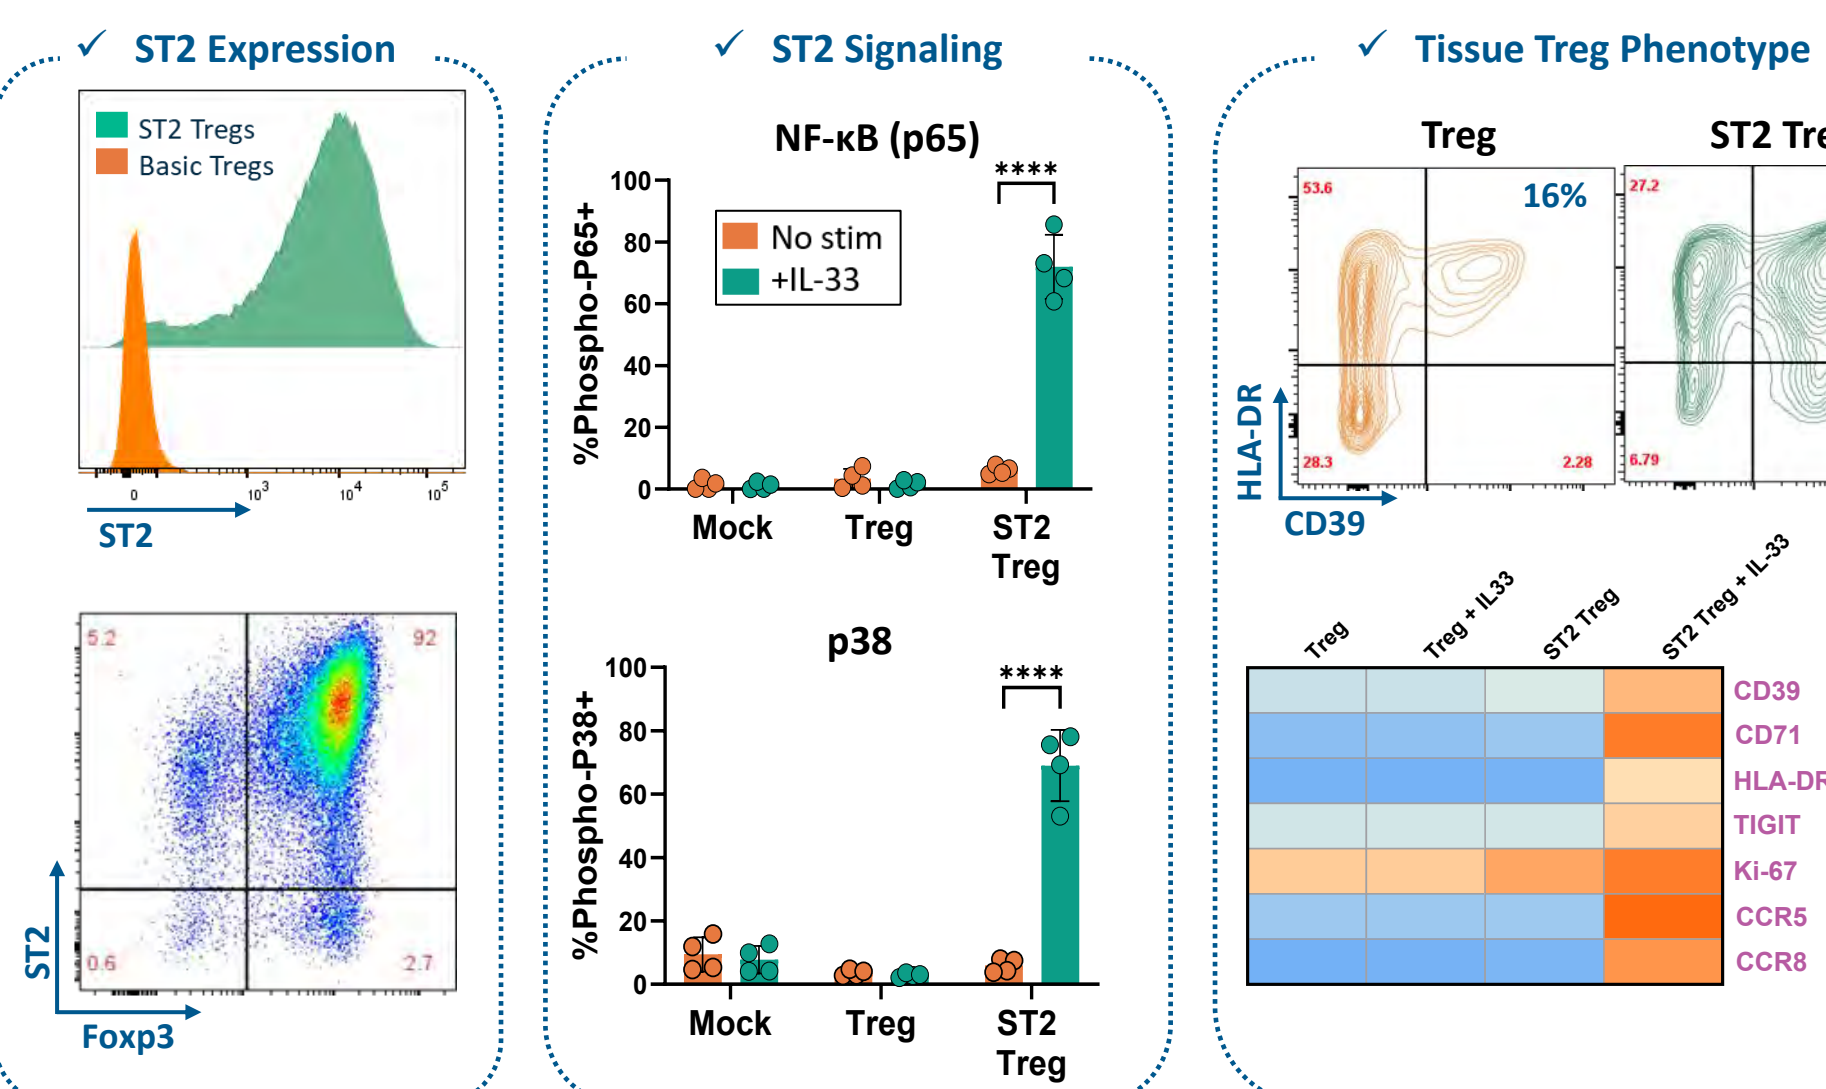 ✓ ST2 Expression
ST2 Tregs
Basic Tregs
0 10³ 10⁴ 10⁵
ST2
5.2 92
0.6 2.7
ST2
Foxp3
✓ ST2 Signaling
NF-κB (p65)
****
%Phospho-P65+
100
80
60
40
20
0
No stim
+IL-33
Mock Treg ST2 Treg
p38
****
%Phospho-P38+
100
80
60
40
20
0
Mock Treg ST2 Treg
✓ Tissue Treg Phenotype
Treg ST2 Tre
53.6 16% 27.2
28.3 2.28 6.79
HLA-DR
CD39
Treg Treg + IL33 ST2 Treg ST2 Treg + IL-33
CD39
CD71
HLA-DR
TIGIT
Ki-67
CCR5
CCR8